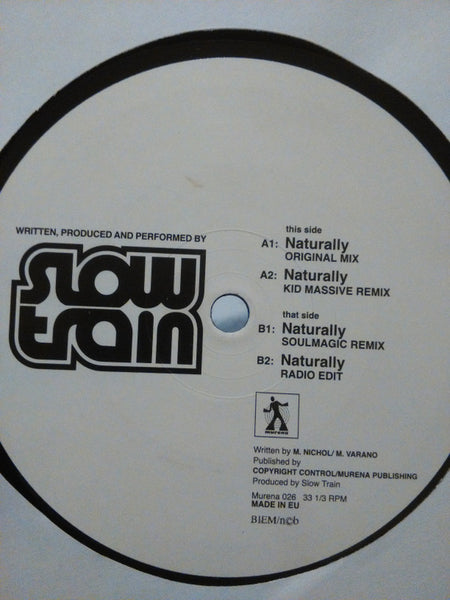 WRITTEN, PRODUCED AND PERFORMED BY
slow
train
this side
A1: Naturally
ORIGINAL MIX
A2: Naturally
KID MASSIVE REMIX
that side
B1: Naturally
SOULMAGIC REMIX
B2: Naturally
RADIO EDIT
murena
Written by M. NICHOL/ M. VARANO
Published by
COPYRIGHT CONTROL/MURENA PUBLISHING
Produced by Slow Train
Murena 026 33 1/3 RPM
MADE IN EU
BIEM/n©b